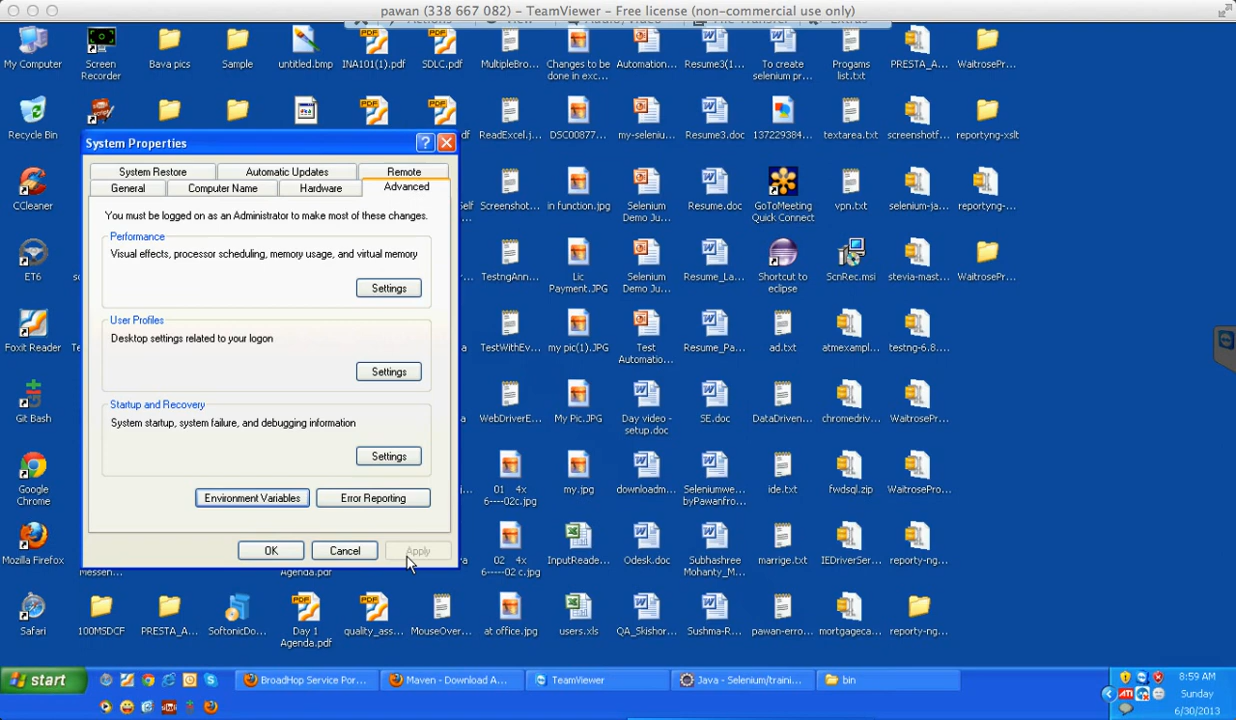 pawan (338 667 082) – TeamViewer - Free license (non-commercial use only)
My Computer
Screen
Recorder
Bava pics
Sample
untitled.bmp
INA101(1).pdf
SDLC.pdf
MultipleBro...
Changes to be
done in exc...
Automation...
Resume3(1...
To create
selenium pr...
Progams
list.txt
PRESTA_A...
WaitrosePr...
Recycle Bin
df
ReadExcel.j...
DSC00877...
my-seleniu...
Resume3.doc
137229384...
textarea.txt
screenshotf...
reportyng-xslt
System Properties
System Restore
Automatic Updates
Remote
General
Computer Name
Hardware
Advanced
You must be logged on as an Administrator to make most of these changes.
Performance
Visual effects, processor scheduling, memory usage, and virtual memory
Settings
User Profiles
Desktop settings related to your logon
Settings
Startup and Recovery
System startup, system failure, and debugging information
Settings
Environment Variables
Error Reporting
OK
Cancel
Apply
CCleaner
Self
Screenshot...
in function.jpg
Selenium
Demo Ju...
Resume.doc
GoToMeeting
Quick Connect
vpn.txt
selenium-ja...
reportyng-...
ET6
TestngAnn...
Lic
Payment.JPG
Selenium
Demo Ju...
Resume_La...
Shortcut to
eclipse
ScnRec.msi
stevia-mast...
WaitrosePr...
Foxit Reader
TestWithEv...
my pic(1).JPG
Test
Automatio...
Resume_Pa...
ad.txt
atmexampl...
testng-6.8....
Git Bash
WebDriverE...
My Pic.JPG
Day video -
setup.doc
SE.doc
DataDriven...
chromedriv...
WaitrosePr...
Google
Chrome
01 4x
6----02c.jpg
my.jpg
downloadm...
Seleniumwe...
byPawanfro...
ide.txt
fwdsql.zip
WaitrosePro...
Mozilla Firefox
Messen...
Agenda.pdf
02 4x
6-----02 c.jpg
InputReade...
Odesk.doc
Subhashree
Mohanty_M...
marrige.txt
IEDriverSer...
reporty-ng...
Safari
100MSDCF
PRESTA_A...
SoftonicDo...
Day 1
Agenda.pdf
quality_ass...
MouseOver...
at office.jpg
users.xls
QA_Skishor...
Sushma-R...
pawan-erro...
mortgageca...
reporty-ng...
start
BroadHop Service Por...
Maven - Download A...
TeamViewer
Java - Selenium/traini...
bin
8:59 AM
Sunday
6/30/2013